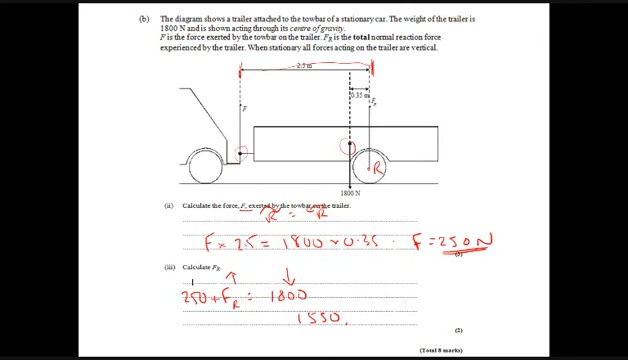 (b) The diagram shows a trailer attached to the towbar of a stationary car. The weight of the trailer is
1800 N and is shown acting through its centre of gravity.
F is the force exerted by the towbar on the trailer. FR is the total normal reaction force
experienced by the trailer. When stationary all forces acting on the trailer are vertical.
2.5 m
0.35 m
F
FR
R
1800 N
(ii) Calculate the force, F, exerted by the towbar on the trailer.
F × 2.5 = 1800 × 0.35 . F = 250 N
(iii) Calculate FR.
250 + FR = 1800
1550.
(2)
(Total 8 marks)